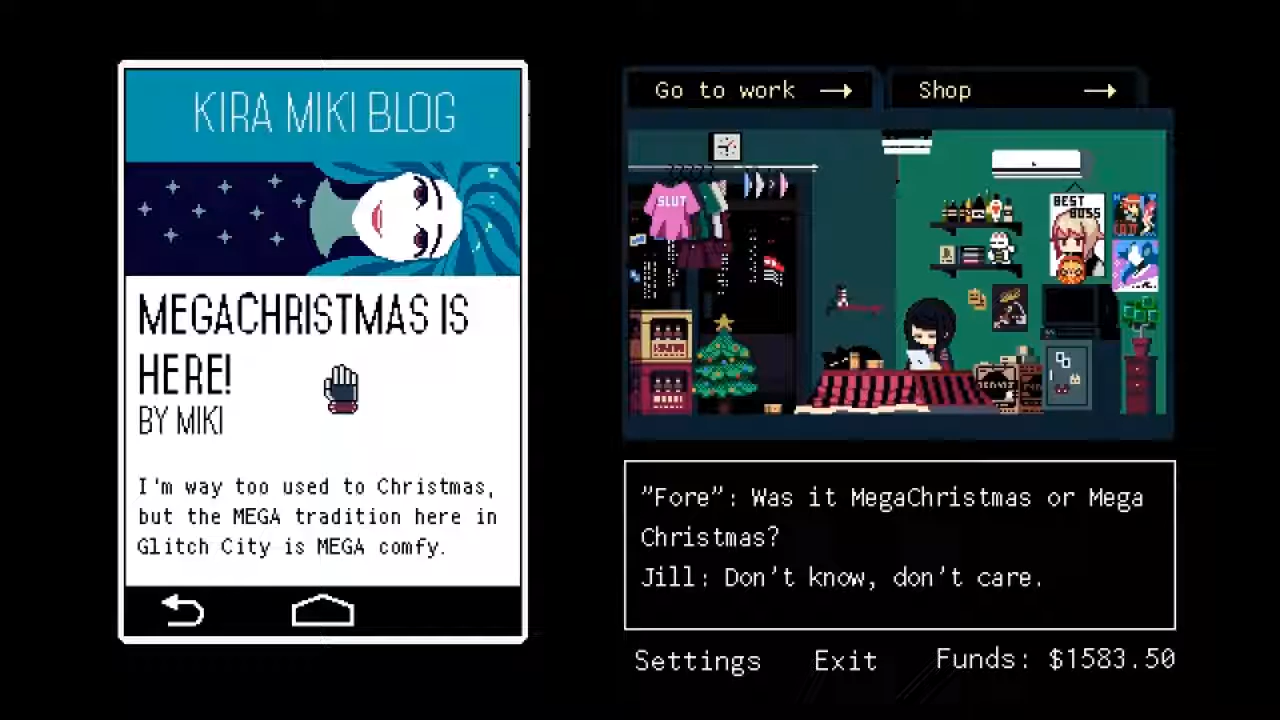 KIRA MIKI BLOG
MEGACHRISTMAS IS
HERE!
BY MIKI
I'm way too used to Christmas,
but the MEGA tradition here in
Glitch City is MEGA comfy.
Go to work
Shop
SLUT
BEST
BOSS
"Fore": Was it MegaChristmas or Mega
Christmas?
Jill: Don't know, don't care.
Settings
Exit
Funds: $1583.50